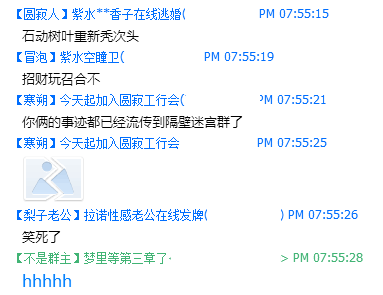 【圆寂人】紫水**香子在线逃婚( PM 07:55:15
石动树叶重新秃次头
【冒泡】紫水空瞳卫( PM 07:55:19
招财玩召合不
【寒朔】今天起加入圆寂工行会( PM 07:55:21
你俩的事迹都已经流传到隔壁迷宫群了
【寒朔】今天起加入圆寂工行会 PM 07:55:25
【梨子老公】拉诺性感老公在线发牌( ) PM 07:55:26
笑死了
【不是群主】梦里等第三章了· > PM 07:55:28
hhhhh